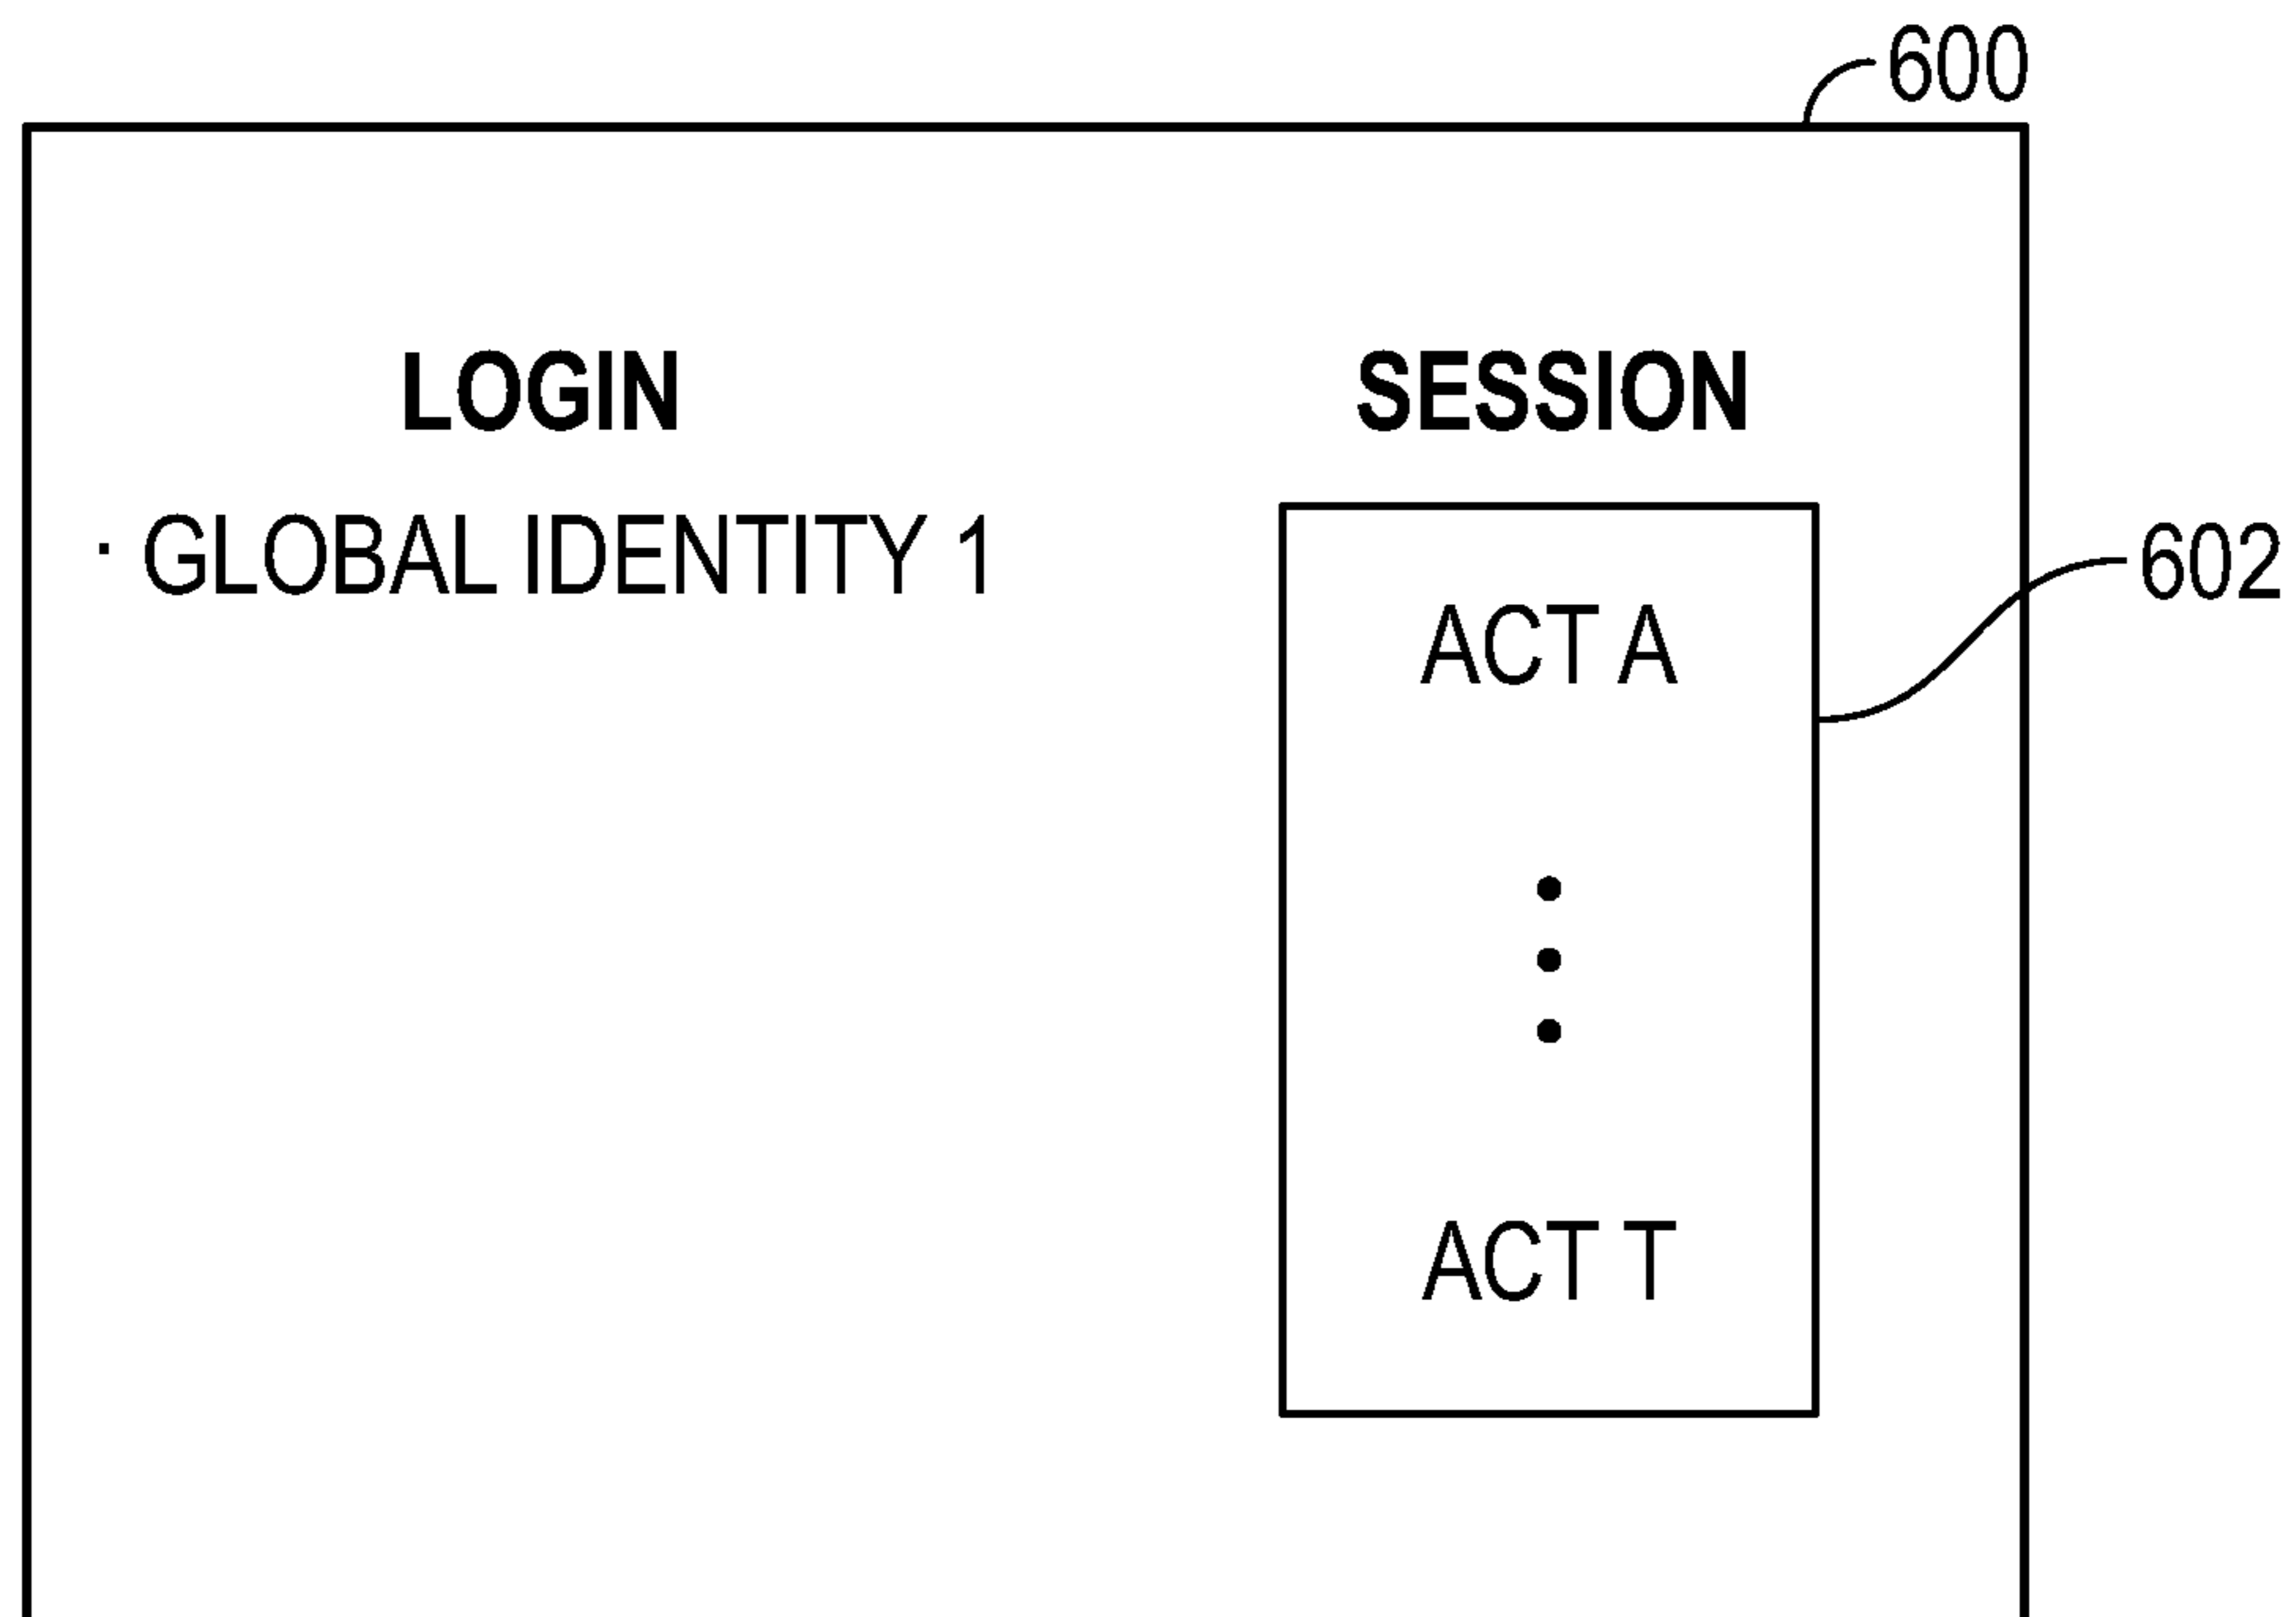 600
LOGIN
SESSION
· GLOBAL IDENTITY 1
602
ACT A
ACT T